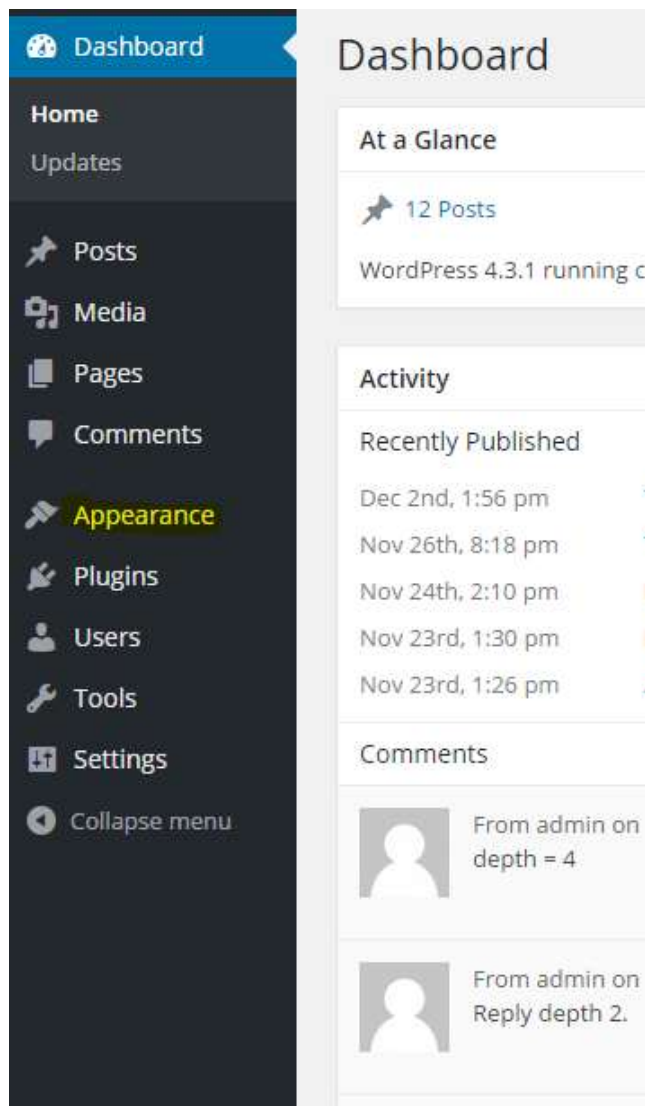 Dashboard
Home
Updates
Posts
Media
Pages
Comments
Appearance
Plugins
Users
Tools
Settings
Collapse menu
Dashboard
At a Glance
12 Posts
WordPress 4.3.1 running
Activity
Recently Published
Dec 2nd, 1:56 pm
Nov 26th, 8:18 pm
Nov 24th, 2:10 pm
Nov 23rd, 1:30 pm
Nov 23rd, 1:26 pm
Comments
From admin on
depth = 4
From admin on
Reply depth 2.